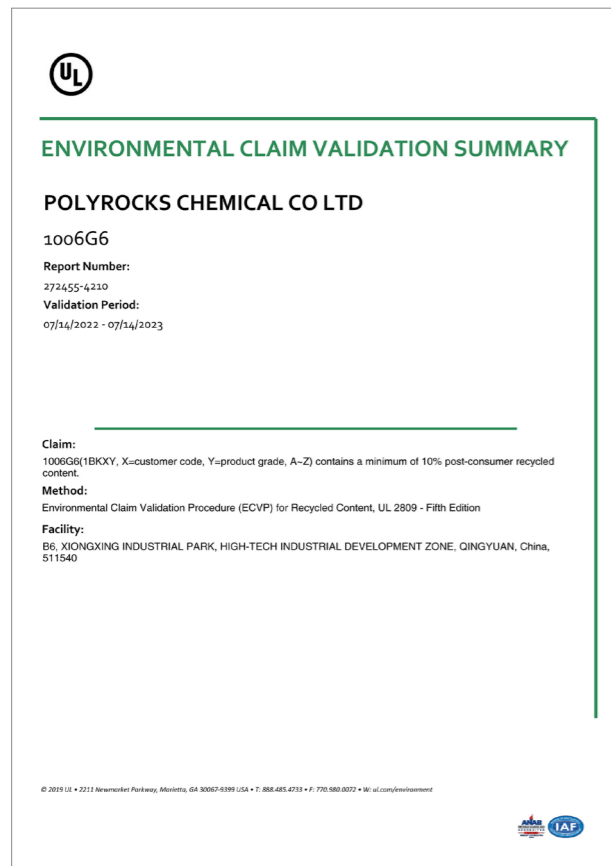 UL
ENVIRONMENTAL CLAIM VALIDATION SUMMARY
POLYROCKS CHEMICAL CO LTD
1006G6
Report Number:
272455-4210
Validation Period:
07/14/2022 - 07/14/2023
Claim:
1006G6(1BKXY, X=customer code, Y=product grade, A~Z) contains a minimum of 10% post-consumer recycled
content.
Method:
Environmental Claim Validation Procedure (ECVP) for Recycled Content, UL 2809 - Fifth Edition
Facility:
B6, XIONGXING INDUSTRIAL PARK, HIGH-TECH INDUSTRIAL DEVELOPMENT ZONE, QINGYUAN, China,
511540
© 2019 UL • 2211 Newmarket Parkway, Marietta, GA 30067-9399 USA • T: 888.485.4733 • F: 770.980.0072 • W: ul.com/environment
ANAB
IAF